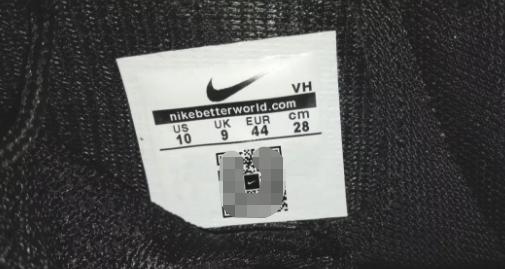 VH
nikebetterworld.com
US UK EUR cm
10 9 44 28